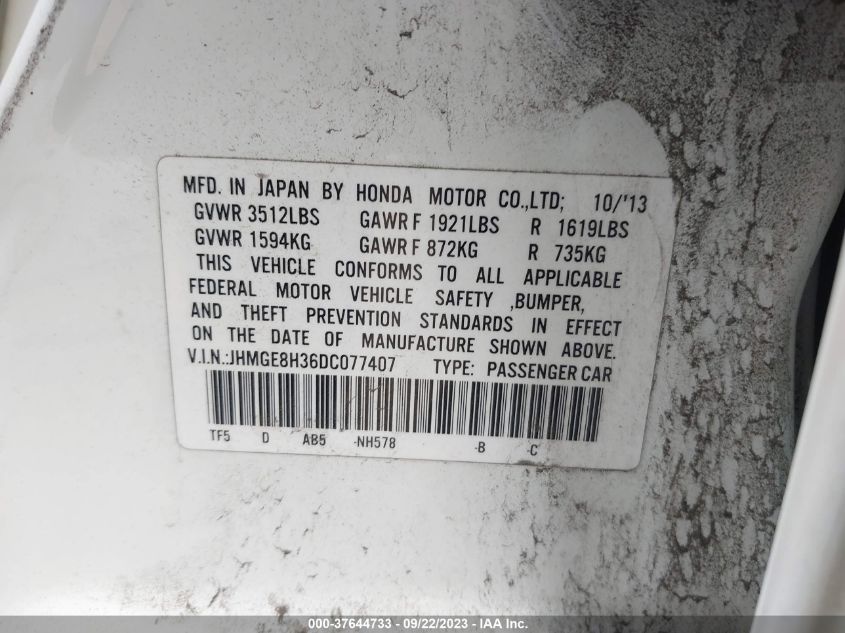 MFD. IN JAPAN BY HONDA MOTOR CO.,LTD; 10/'13
GVWR 3512LBS GAWR F 1921LBS R 1619LBS
GVWR 1594KG GAWR F 872KG R 735KG
THIS VEHICLE CONFORMS TO ALL APPLICABLE
FEDERAL MOTOR VEHICLE SAFETY ,BUMPER,
AND THEFT PREVENTION STANDARDS IN EFFECT
ON THE DATE OF MANUFACTURE SHOWN ABOVE.
V.I.N.:JHMGE8H36DC077407 TYPE: PASSENGER CAR
TF5 D AB5 -NH578 -B -C
000-37644733 - 09/22/2023 - IAA Inc.